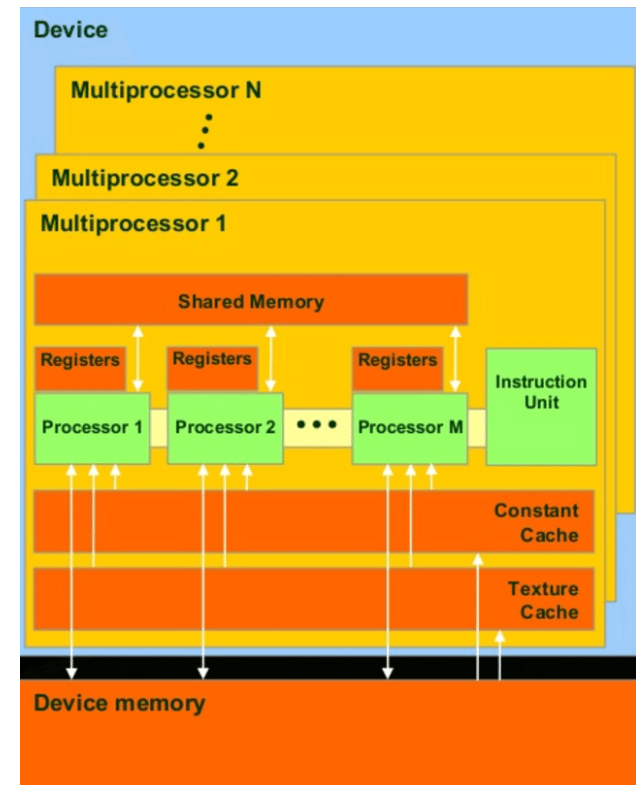 Device
Multiprocessor N
Multiprocessor 2
Multiprocessor 1
Shared Memory
Registers
Registers
Registers
Instruction
Unit
Processor 1
Processor 2
Processor M
Constant
Cache
Texture
Cache
Device memory